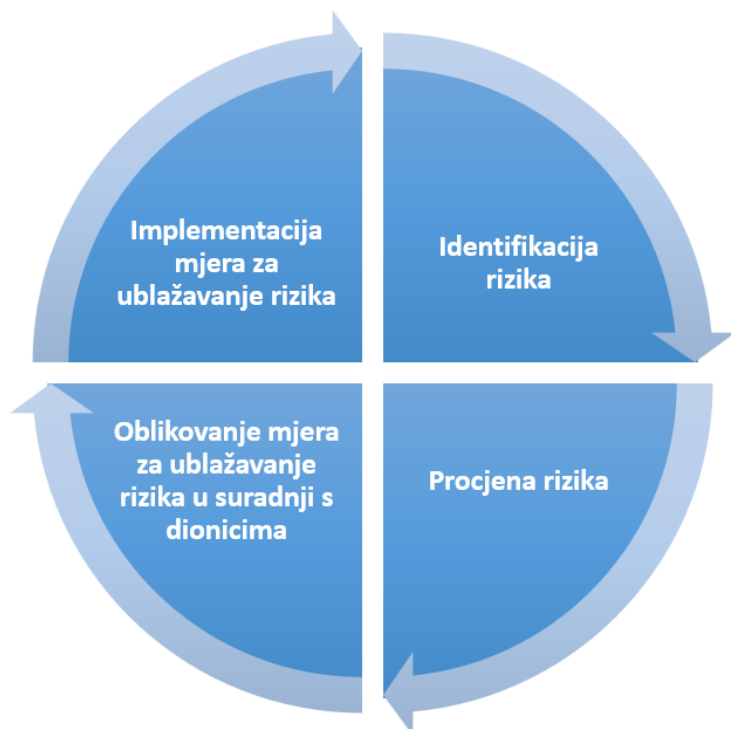 Implementacija
mjera za
ublažavanje rizika
Identifikacija
rizika
Oblikovanje mjera
za ublažavanje
rizika u suradnji s
dionicima
Procjena rizika